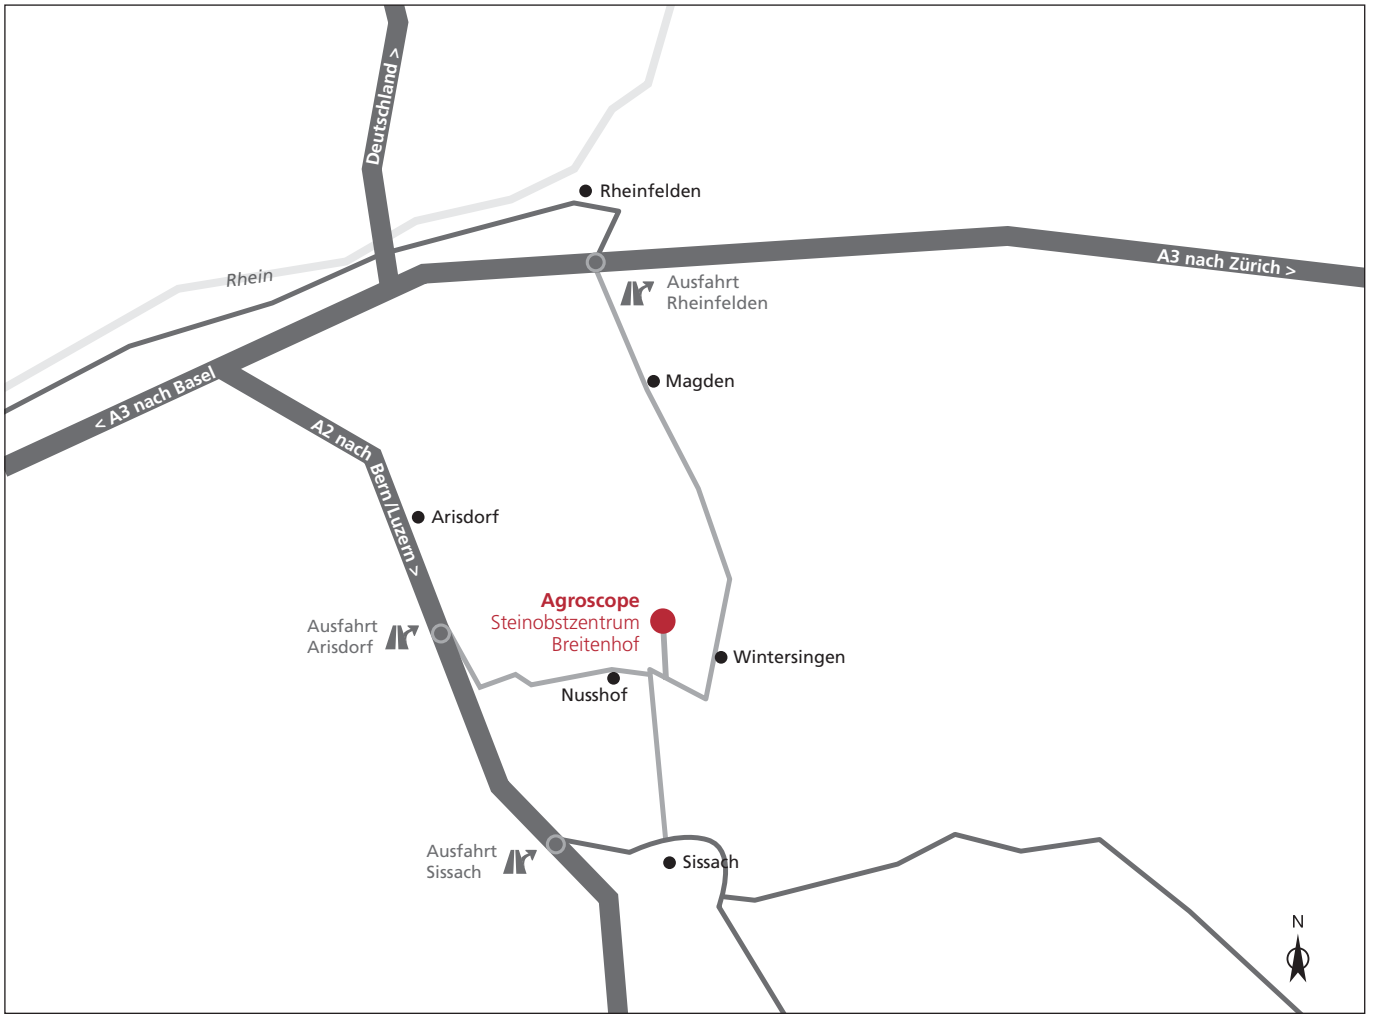 Deutschland >
Rheinfelden
A3 nach Zürich >
Rhein
Ausfahrt
Rheinfelden
< A3 nach Basel
Magden
A2 nach Bern/Luzern >
Arisdorf
Agroscope
Steinobstzentrum
Breitenhof
Ausfahrt
Arisdorf
Wintersingen
Nusshof
Ausfahrt
Sissach
Sissach
N